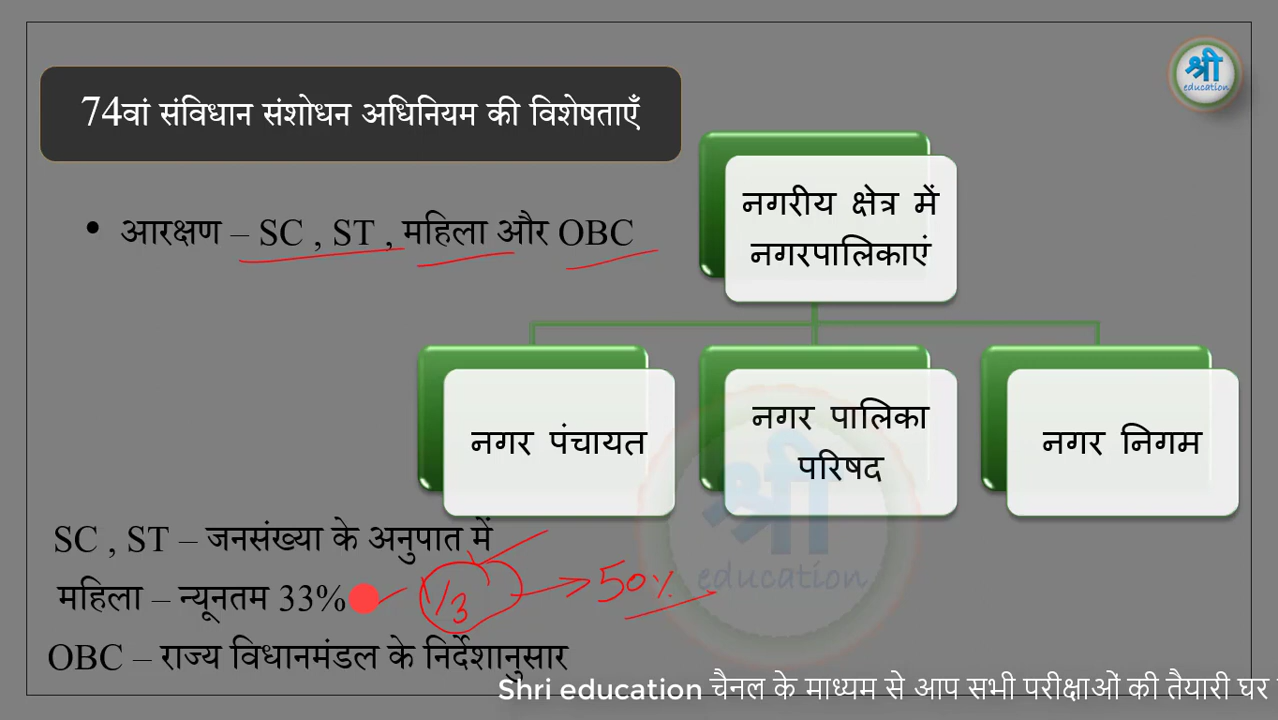 श्री
education
74वां संविधान संशोधन अधिनियम की विशेषताएँ
• आरक्षण – SC , ST , महिला और OBC
नगरीय क्षेत्र में
नगरपालिकाएं
नगर पंचायत
नगर पालिका
परिषद
नगर निगम
श्री
education
SC , ST – जनसंख्या के अनुपात में
महिला – न्यूनतम 33% 1/3 → 50%
OBC – राज्य विधानमंडल के निर्देशानुसार
Shri education चैनल के माध्यम से आप सभी परीक्षाओं की तैयारी घर